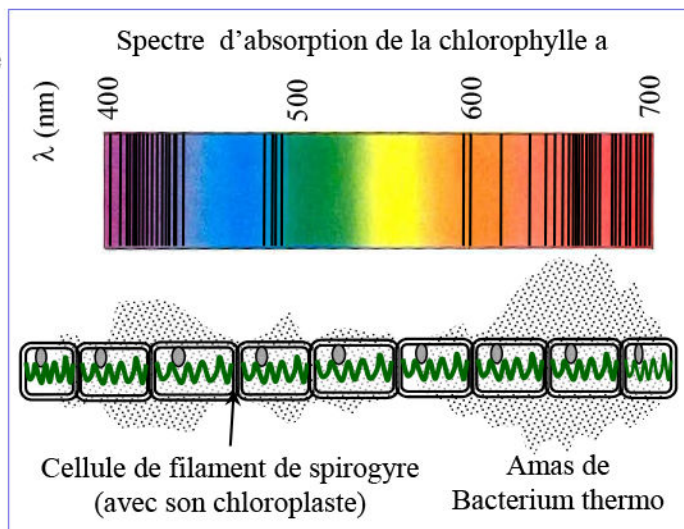 Spectre d'absorption de la chlorophylle a
λ (nm)
400
500
600
700
Cellule de filament de spirogyre
(avec son chloroplaste)
Amas de
Bacterium thermo